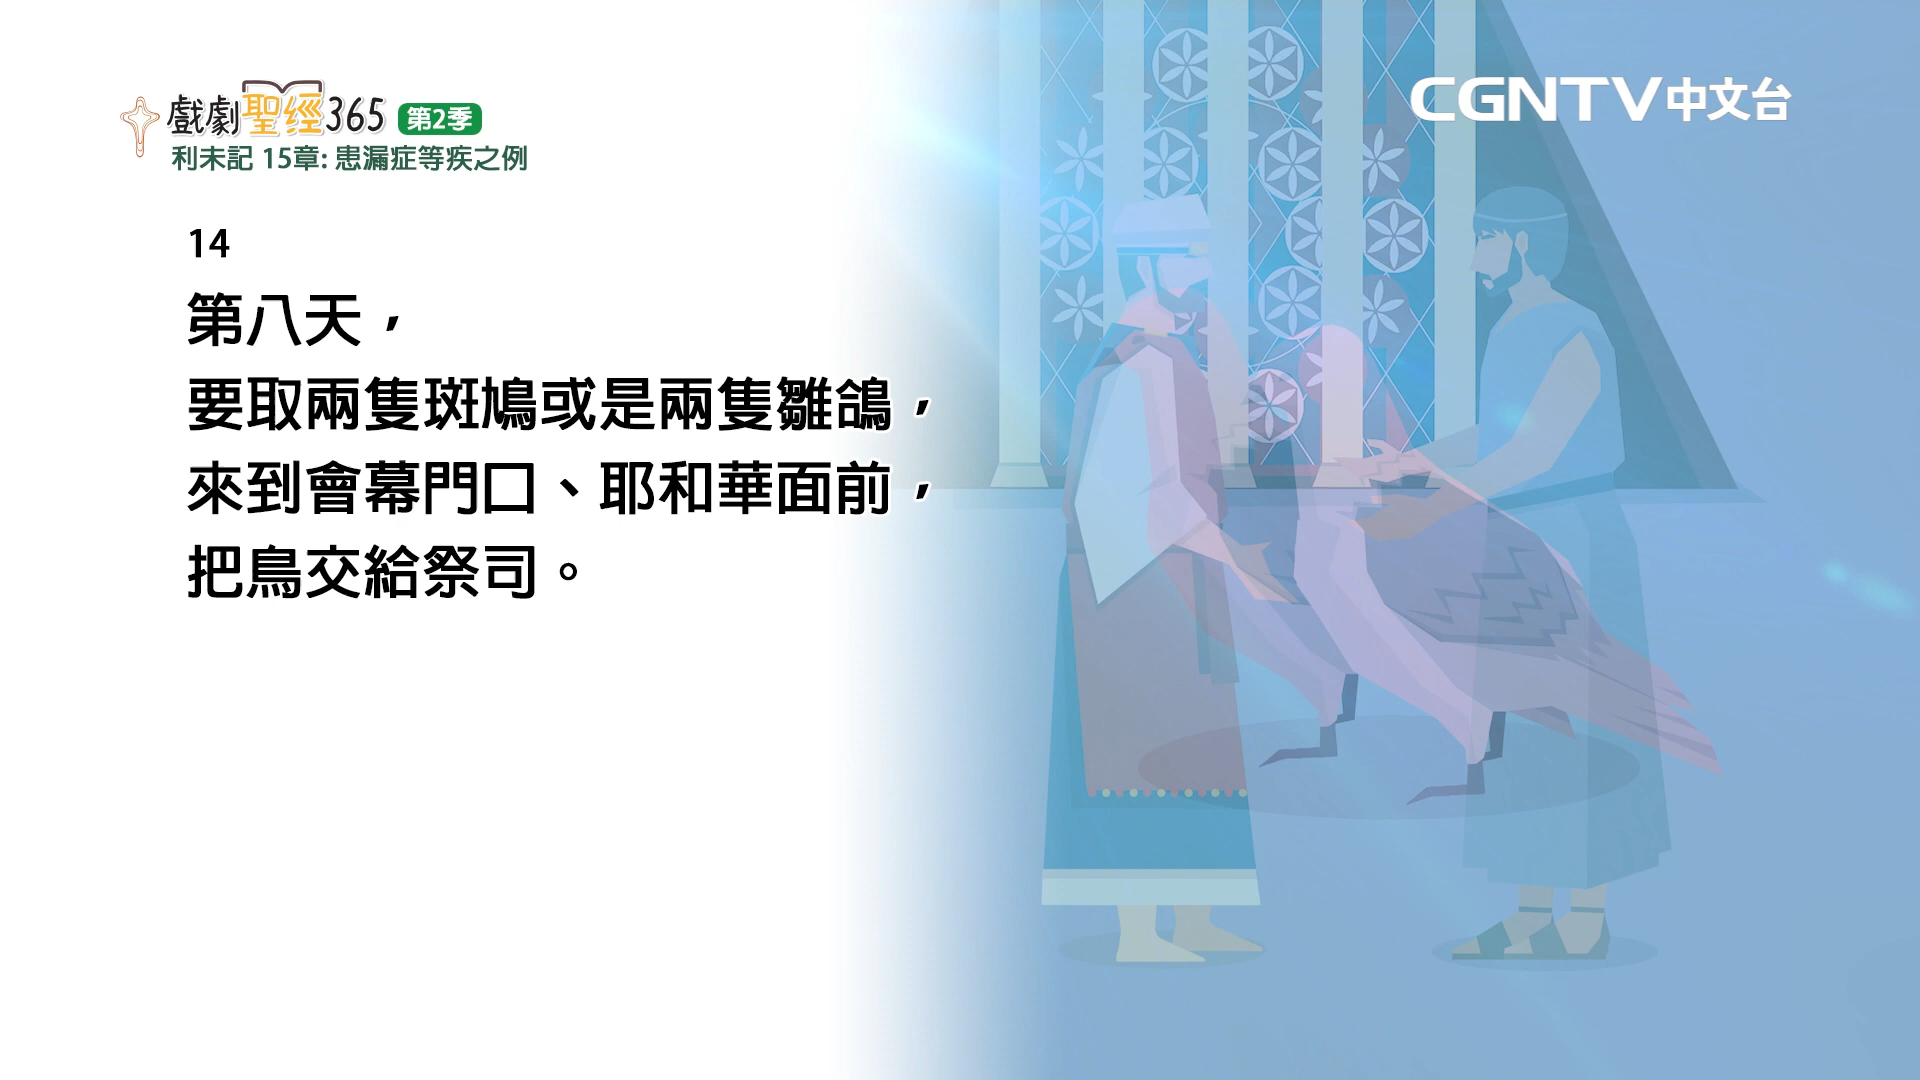 戲劇聖經365 第2季
CGNTV中文台
利未記 15章: 患漏症等疾之例
14
第八天，
要取兩隻斑鳩或是兩隻雛鴿，
來到會幕門口、耶和華面前，
把鳥交給祭司。